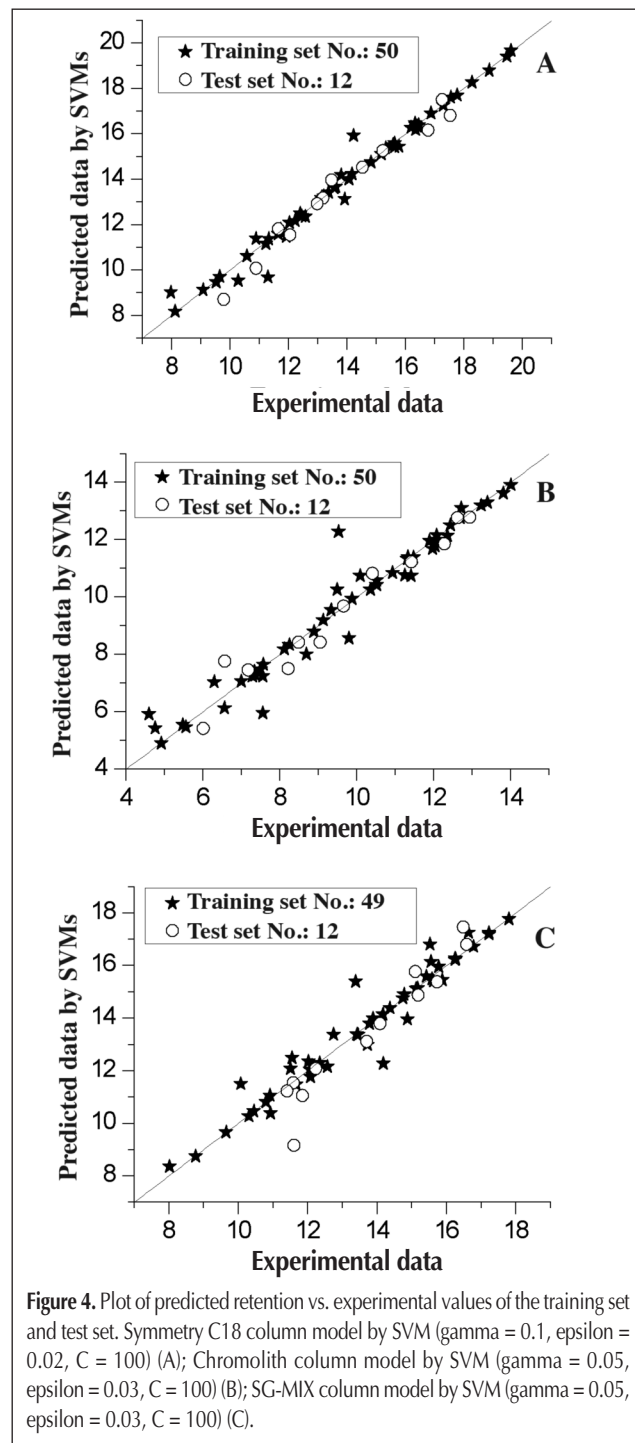 20
18
16
14
12
10
8
Predicted data by SVMs
★ Training set No.: 50
○ Test set No.: 12
A
8 10 12 14 16 18 20
Experimental data
14
12
10
8
6
4
Predicted data by SVMs
★ Training set No.: 50
○ Test set No.: 12
B
4 6 8 10 12 14
Experimental data
18
16
14
12
10
8
Predicted data by SVMs
★ Training set No.: 49
○ Test set No.: 12
C
8 10 12 14 16 18
Experimental data
Figure 4. Plot of predicted retention vs. experimental values of the training set
and test set. Symmetry C18 column model by SVM (gamma = 0.1, epsilon =
0.02, C = 100) (A); Chromolith column model by SVM (gamma = 0.05,
epsilon = 0.03, C = 100) (B); SG-MIX column model by SVM (gamma = 0.05,
epsilon = 0.03, C = 100) (C).